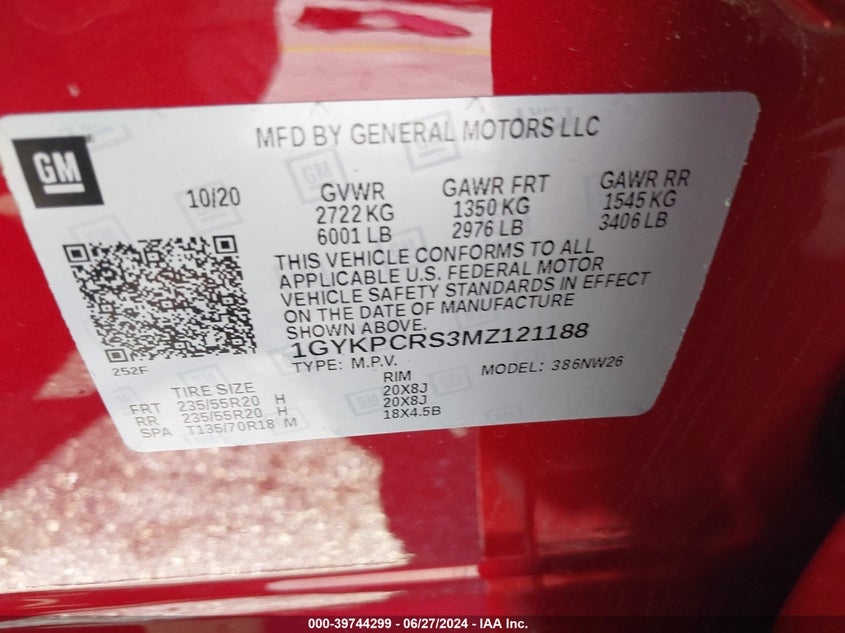 MFD BY GENERAL MOTORS LLC
GM
10/20
GVWR
2722 KG
6001 LB
GAWR FRT
1350 KG
2976 LB
GAWR RR
1545 KG
3406 LB
THIS VEHICLE CONFORMS TO ALL
APPLICABLE U.S. FEDERAL MOTOR
VEHICLE SAFETY STANDARDS IN EFFECT
ON THE DATE OF MANUFACTURE
SHOWN ABOVE.
1GYKPCRS3MZ121188
TYPE: M.P.V. MODEL: 386NW26
252F
TIRE SIZE RIM
FRT 235/55R20 H 20X8J
RR 235/55R20 H 20X8J
SPA T135/70R18 M 18X4.5B
000-39744299 - 06/27/2024 - IAA Inc.